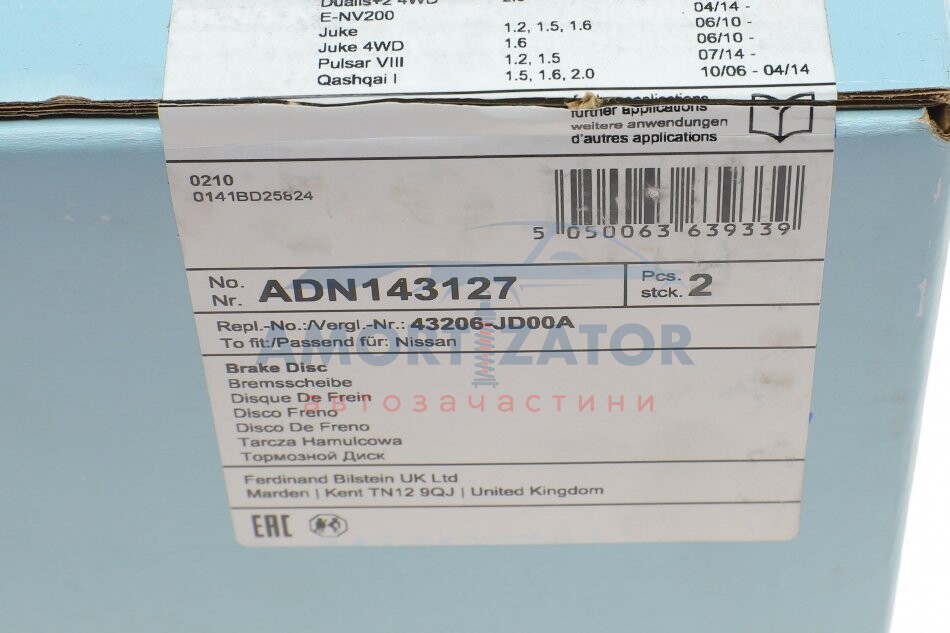 Dualis+2 4WD
E-NV200 04/14 -
Juke 1.2, 1.5, 1.6 06/10 -
Juke 4WD 1.6 06/10 -
Pulsar VIII 1.2, 1.5 07/14 -
Qashqai I 1.5, 1.6, 2.0 10/06 - 04/14
further applications
weitere anwendungen
d'autres applications
0210
0141BD25824
5 050063 639339
No.
Nr. ADN143127
Pcs.
stck. 2
Repl.-No.:/Vergl.-Nr.: 43206-JD00A
To fit:/Passend für: Nissan
AMORTIZATOR
автозачастини
Brake Disc
Bremsscheibe
Disque De Frein
Disco Freno
Disco De Freno
Tarcza Hamulcowa
Тормозной Диск
Ferdinand Bilstein UK Ltd
Marden | Kent TN12 9QJ | United Kingdom
EAC